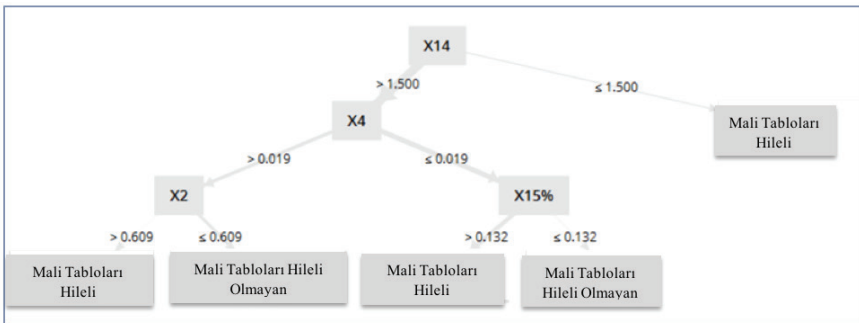 X14
> 1.500
≤ 1.500
X4
Mali Tabloları
Hileli
> 0.019
≤ 0.019
X2
X15%
> 0.609
≤ 0.609
> 0.132
≤ 0.132
Mali Tabloları
Hileli
Mali Tabloları Hileli
Olmayan
Mali Tabloları
Hileli
Mali Tabloları
Hileli Olmayan